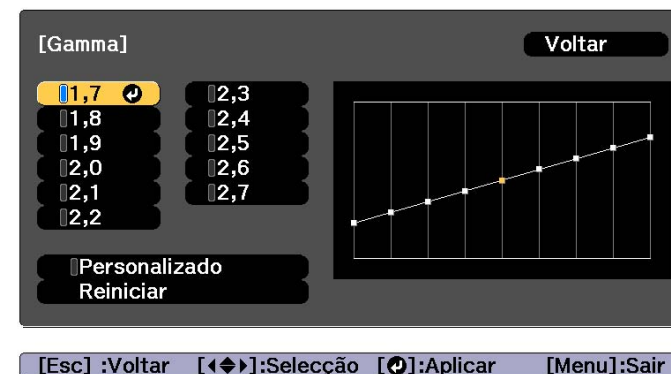 [Gamma]
Voltar
1,7
1,8
1,9
2,0
2,1
2,2
2,3
2,4
2,5
2,6
2,7
Personalizado
Reiniciar
[Esc] :Voltar [◀◆▶]:Selecção [↵]:Aplicar [Menu]:Sair